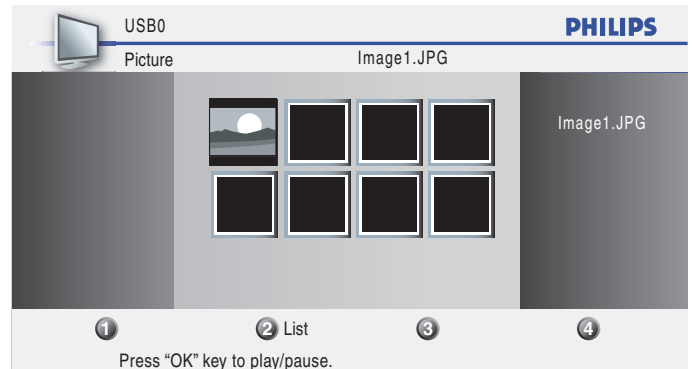 USB0
PHILIPS
Picture
Image1.JPG
Image1.JPG
1
2 List
3
4
Press “OK” key to play/pause.